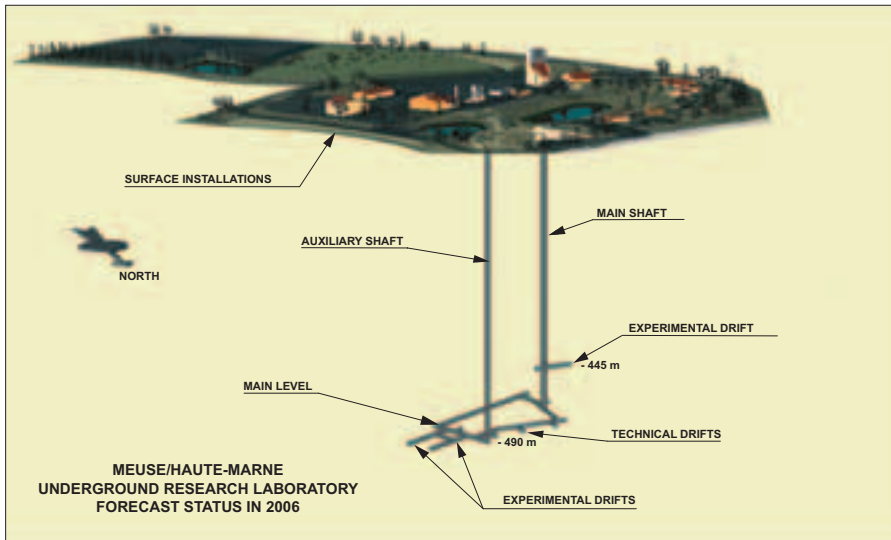 SURFACE INSTALLATIONS
MAIN SHAFT
AUXILIARY SHAFT
NORTH
EXPERIMENTAL DRIFT
- 445 m
MAIN LEVEL
TECHNICAL DRIFTS
- 490 m
MEUSE/HAUTE-MARNE
UNDERGROUND RESEARCH LABORATORY
FORECAST STATUS IN 2006
EXPERIMENTAL DRIFTS